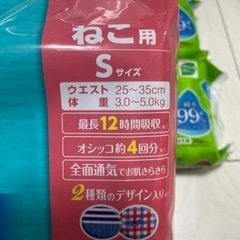 ねこ用
Sサイズ
ウエスト 25～35cm
体重 3.0～5.0kg
最長12時間吸収※
オシッコ約4回分※
全面通気でお肌さらさら
2種類のデザイン入り
99